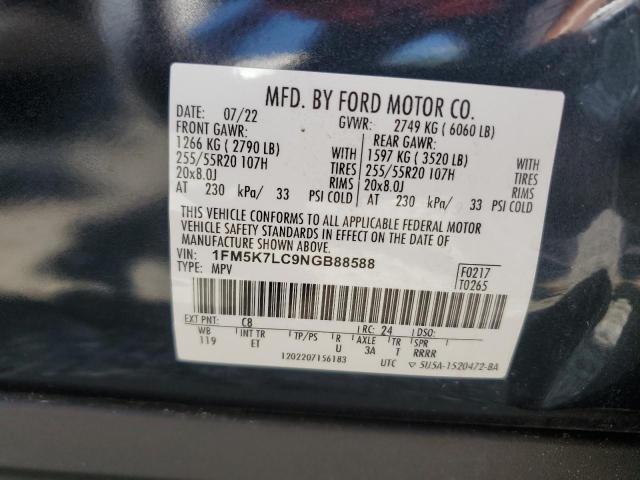 MFD. BY FORD MOTOR CO.
DATE: 07/22 GVWR: 2749 KG ( 6060 LB)
FRONT GAWR: REAR GAWR:
1266 KG ( 2790 LB) WITH 1597 KG ( 3520 LB) WITH
255/55R20 107H TIRES 255/55R20 107H TIRES
20x8.0J RIMS 20x8.0J RIMS
AT 230 kPa/ 33 PSI COLD AT 230 kPa/ 33 PSI COLD
THIS VEHICLE CONFORMS TO ALL APPLICABLE FEDERAL MOTOR
VEHICLE SAFETY STANDARDS IN EFFECT ON THE DATE OF
MANUFACTURE SHOWN ABOVE.
VIN: 1FM5K7LC9NGB88588 F0217
TYPE: MPV T0265
EXT PNT: C8 RC: 24 DSO:
WB INT TR TP/PS R AXLE TR SPR
119 ET U 3A T RRRR
1202207156183 UTC ▽ 5U5A-1520472-BA